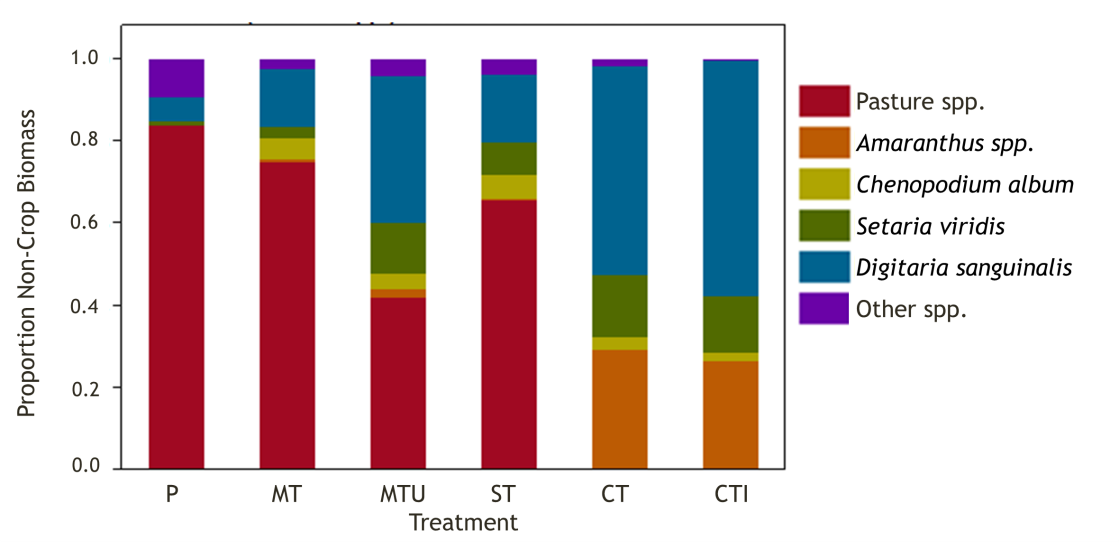 1.0
0.8
0.6
0.4
0.2
0.0
Proportion Non-Crop Biomass
P MT MTU ST CT CTI
Treatment
Pasture spp.
Amaranthus spp.
Chenopodium album
Setaria viridis
Digitaria sanguinalis
Other spp.